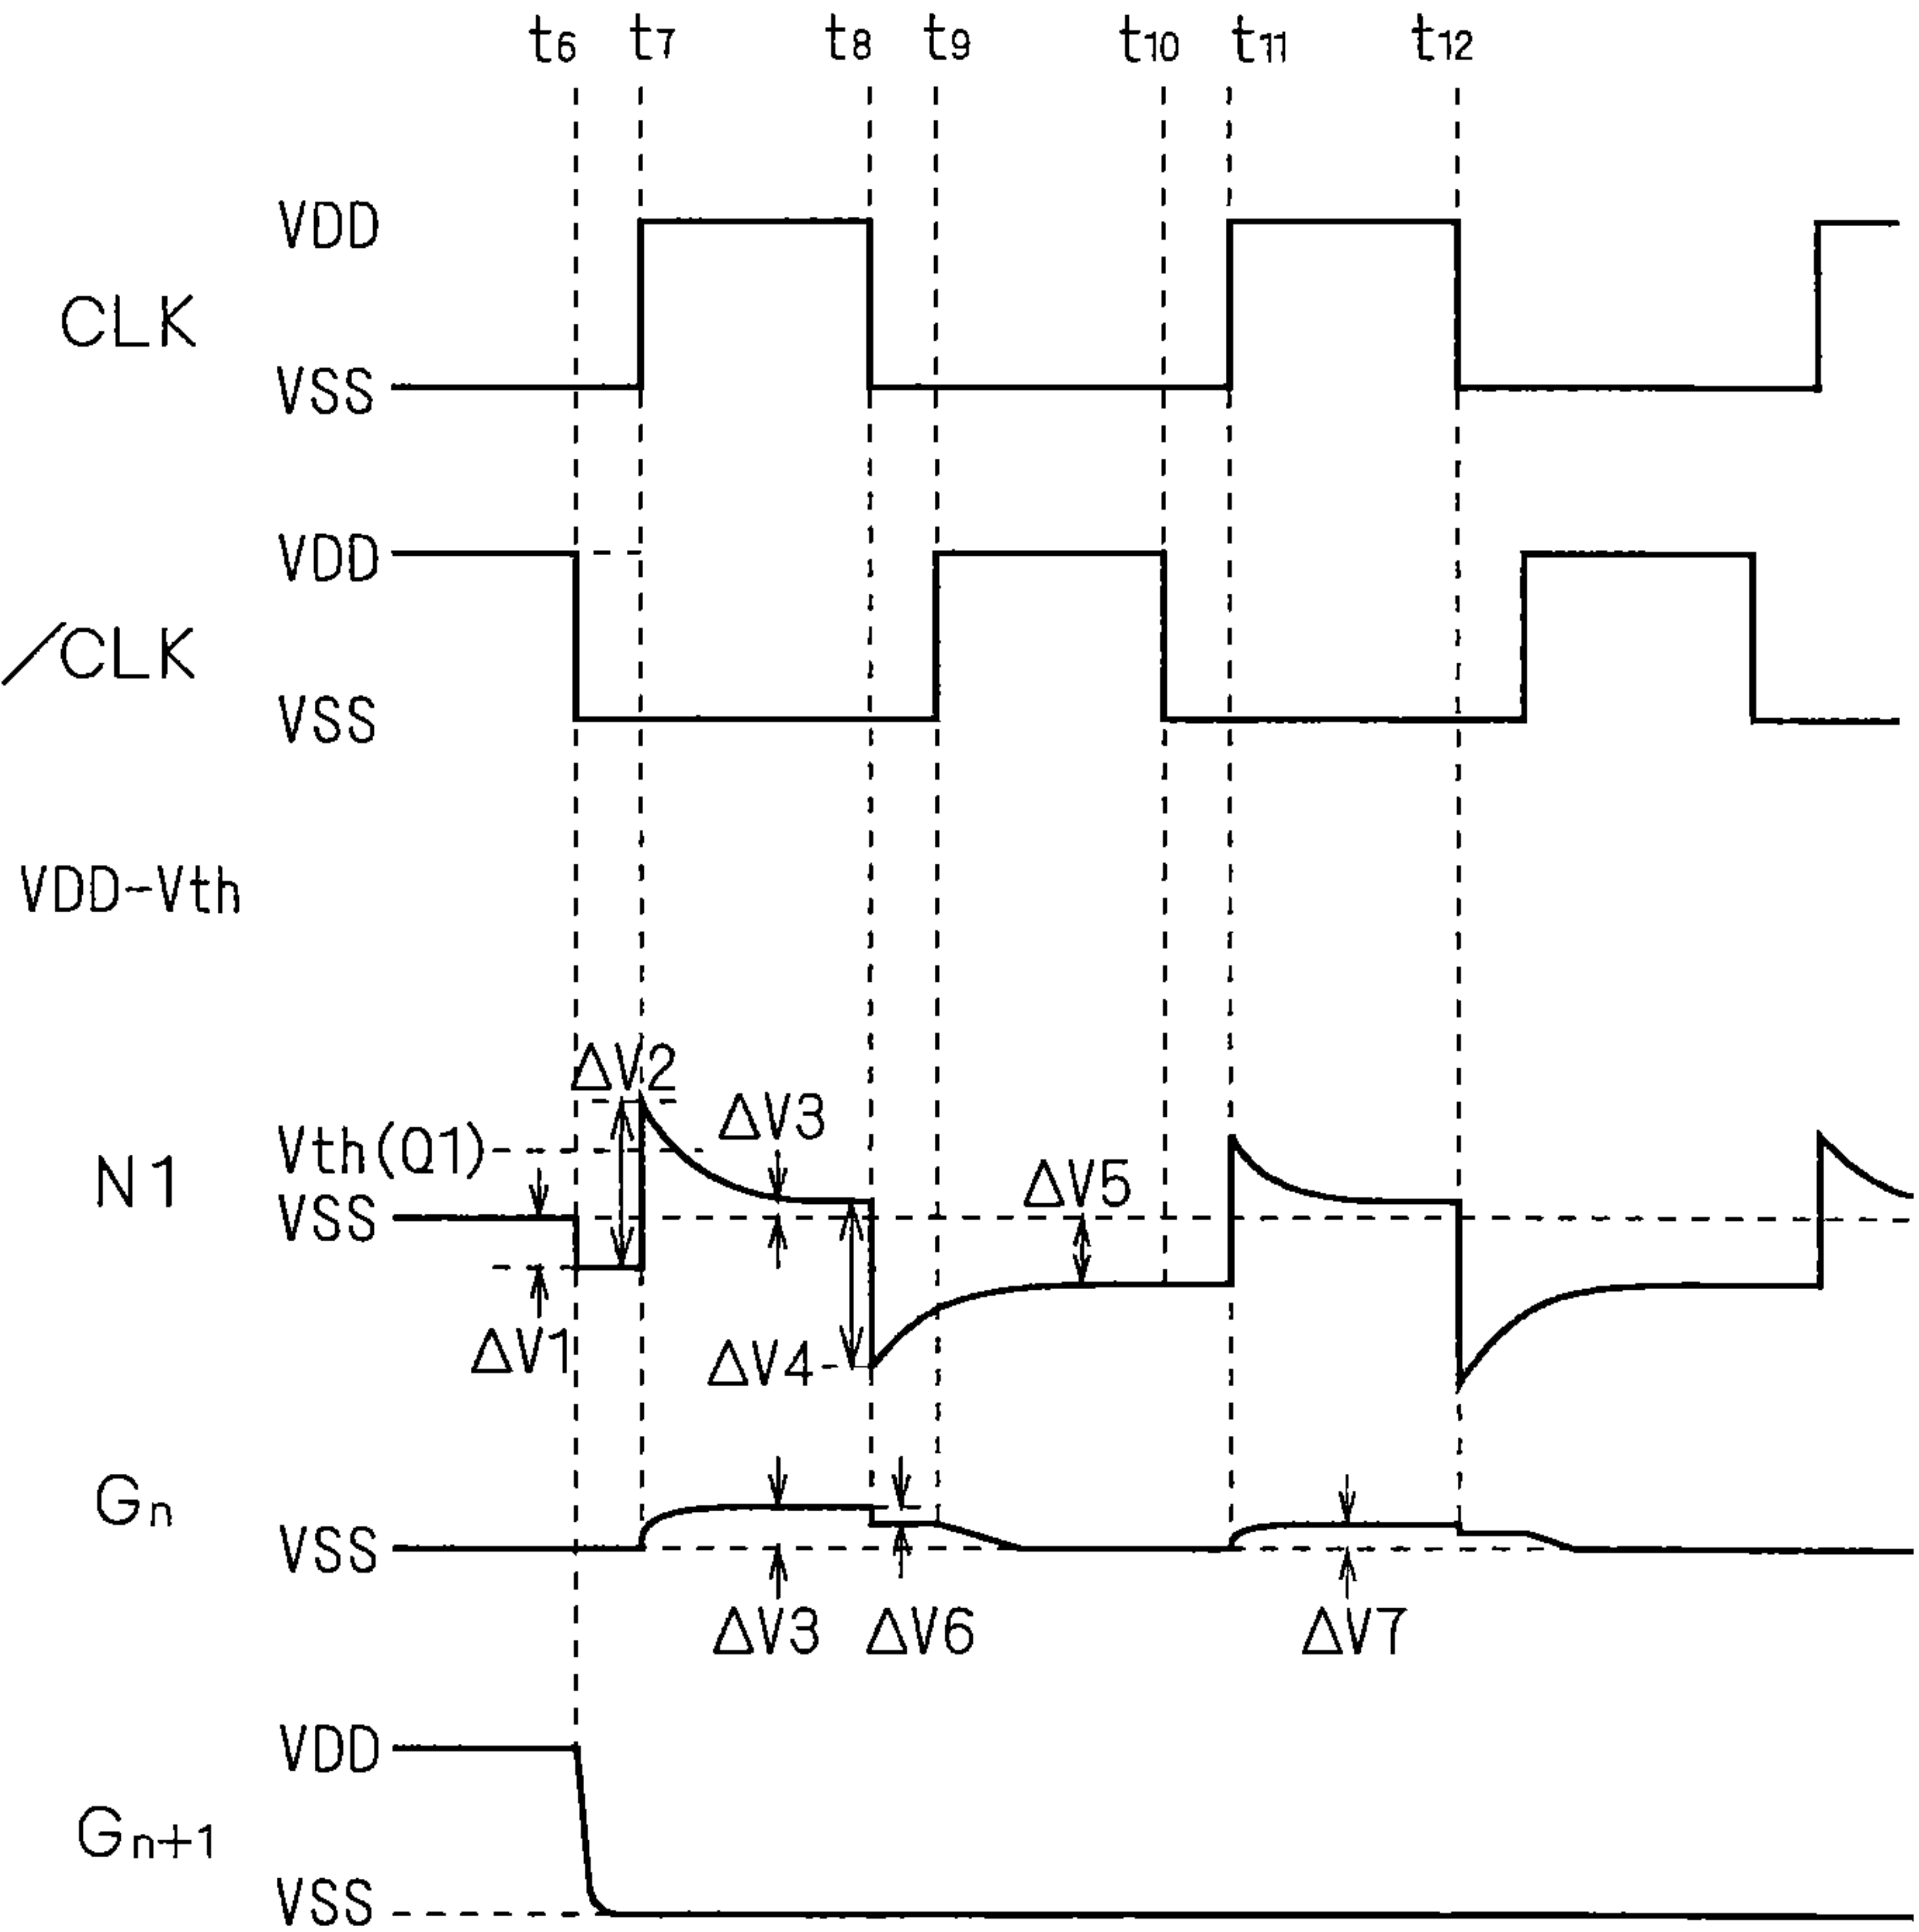 t6 t7 t8 t9 t10 t11 t12
VDD
CLK
VSS
VDD
/CLK
VSS
VDD-Vth
ΔV2
ΔV3
Vth(Q1)
ΔV5
N1
VSS
ΔV1
ΔV4
Gn
VSS
ΔV3 ΔV6 ΔV7
VDD
Gn+1
VSS